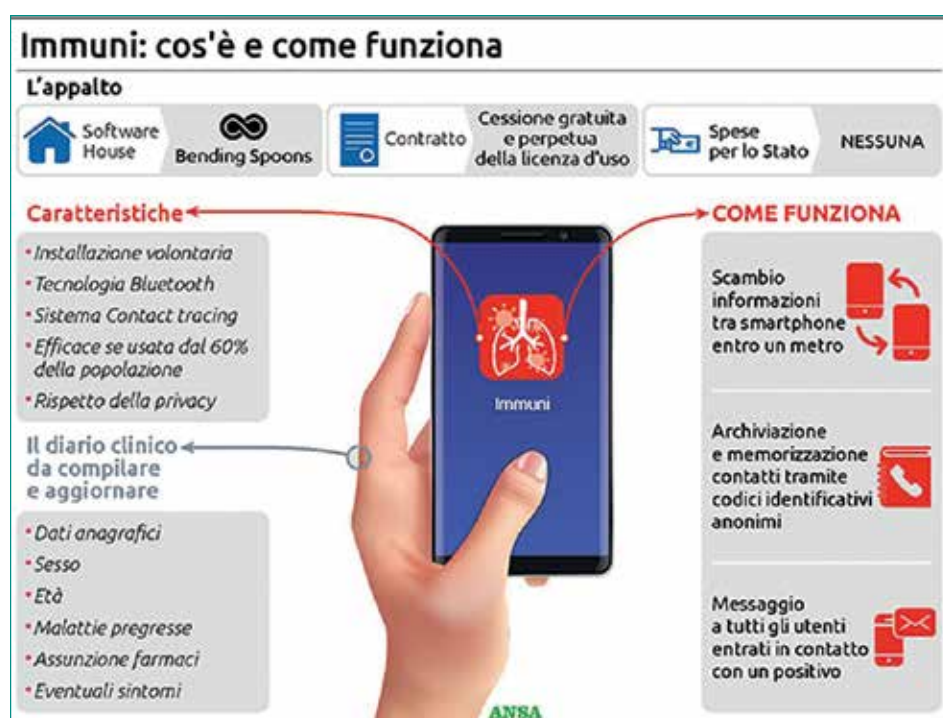 Immuni: cos'è e come funziona
L'appalto
Software
House
Bending Spoons
Contratto
Cessione gratuita
e perpetua
della licenza d'uso
Spese
per lo Stato
NESSUNA
Caratteristiche
• Installazione volontaria
• Tecnologia Bluetooth
• Sistema Contact tracing
• Efficace se usata dal 60%
della popolazione
• Rispetto della privacy
Il diario clinico
da compilare
e aggiornare
• Dati anagrafici
• Sesso
• Età
• Malattie pregresse
• Assunzione farmaci
• Eventuali sintomi
Immuni
COME FUNZIONA
Scambio
informazioni
tra smartphone
entro un metro
Archiviazione
e memorizzazione
contatti tramite
codici identificativi
anonimi
Messaggio
a tutti gli utenti
entrati in contatto
con un positivo
ANSA